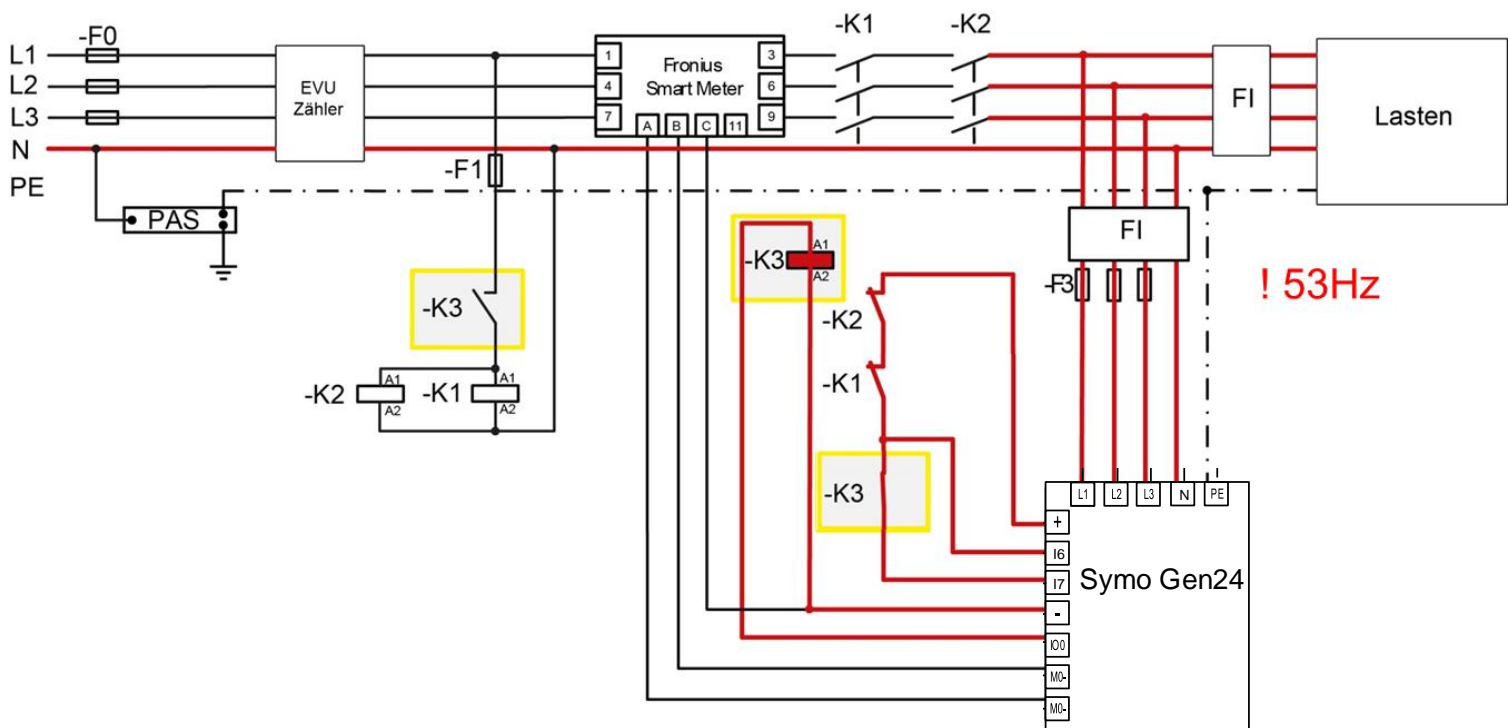 -K1
-K2
-F0
L1
L2
L3
N
PE
EVU
Zähler
1
4
7
Fronius
Smart Meter
A
B
C
11
3
6
9
FI
Lasten
-F1
PAS
-K3
A1
A2
FI
-F3
! 53Hz
-K3
-K2
-K1
-K2
A1
A2
-K1
A1
A2
-K3
L1
L2
L3
N
PE
+
I6
I7
-
IO0
M0-
M0-
Symo Gen24